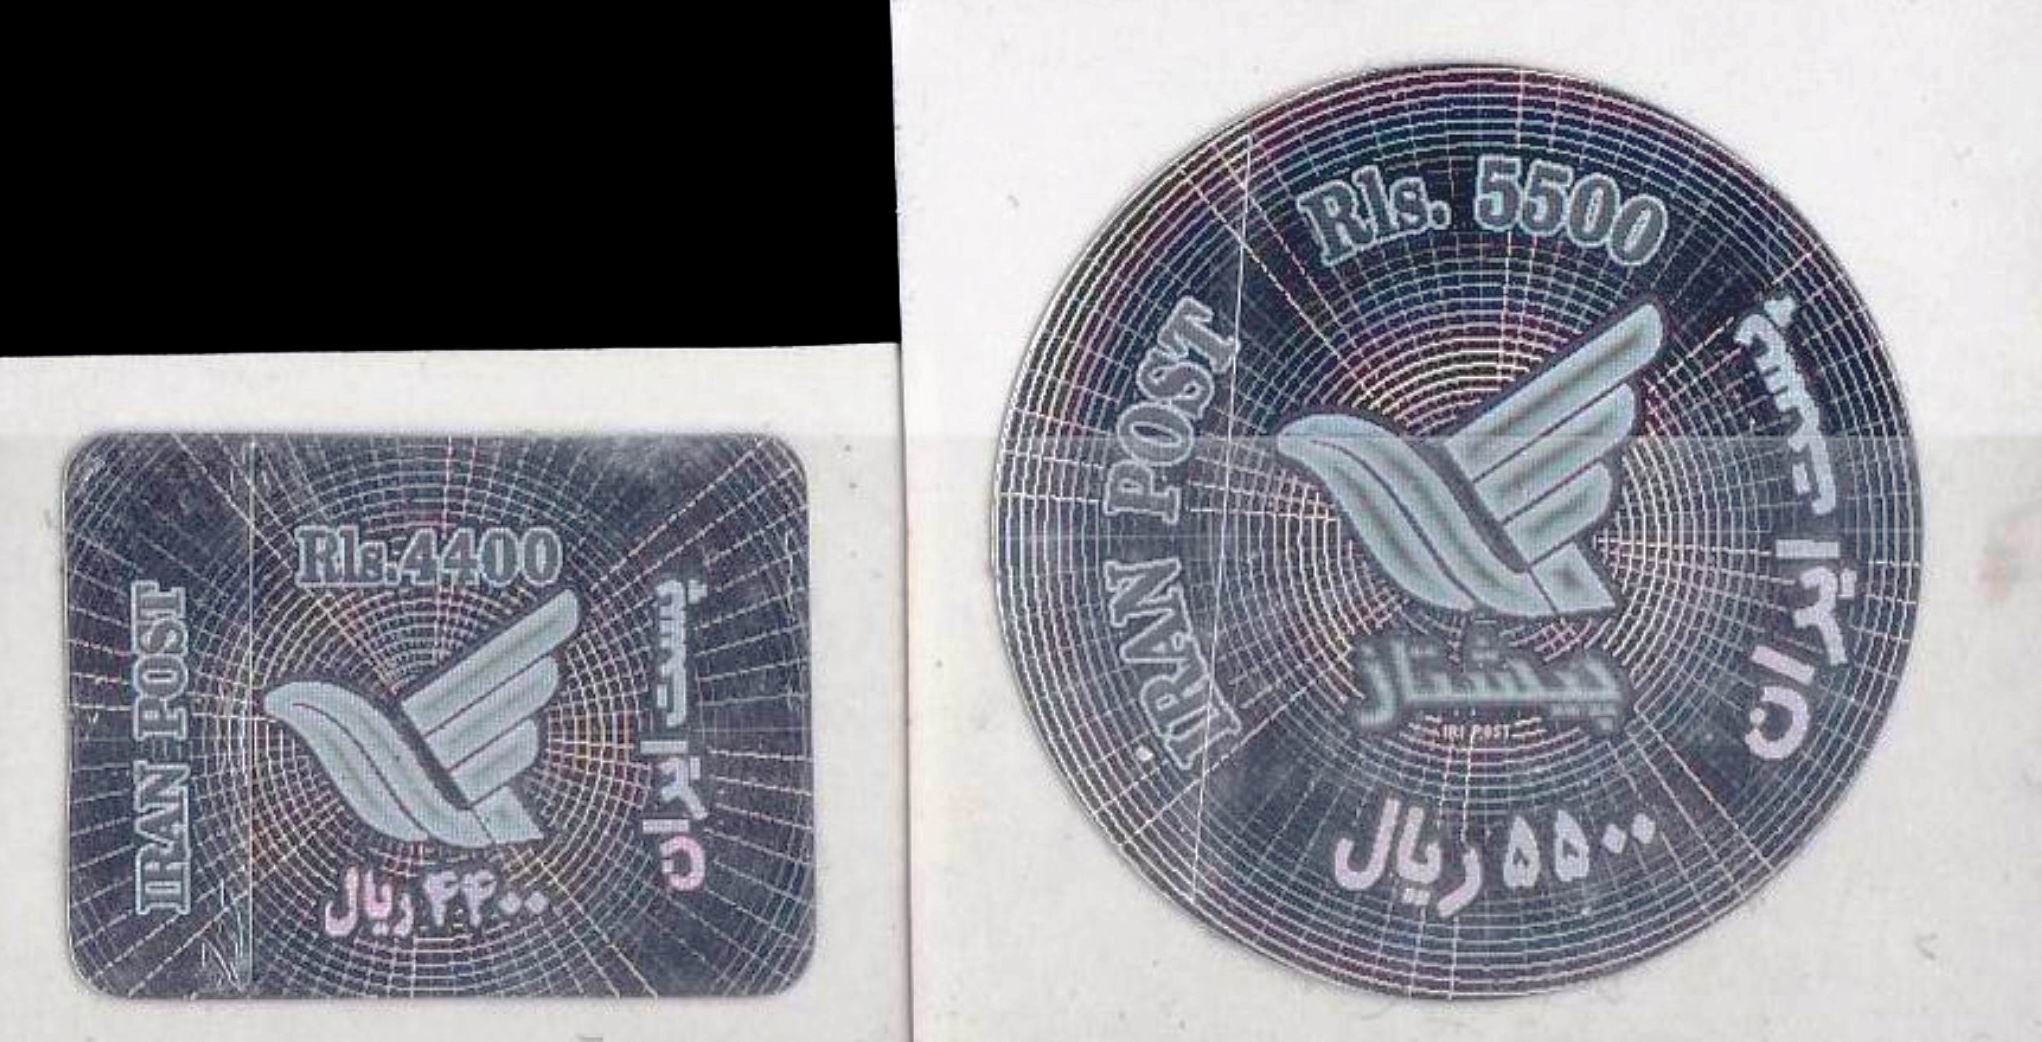 Rls.4400
IRAN POST
پست ایران
۴۴۰۰ ریال
Rls. 5500
IRAN POST
پست ایران
پیشتاز
IRI POST
۵۵۰۰ ریال